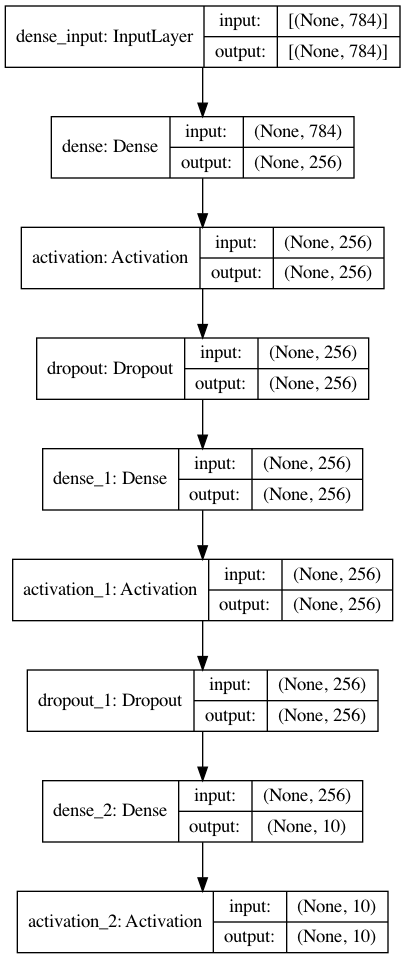 dense_input: InputLayer
input:
[(None, 784)]
output:
[(None, 784)]
dense: Dense
input:
(None, 784)
output:
(None, 256)
activation: Activation
input:
(None, 256)
output:
(None, 256)
dropout: Dropout
input:
(None, 256)
output:
(None, 256)
dense_1: Dense
input:
(None, 256)
output:
(None, 256)
activation_1: Activation
input:
(None, 256)
output:
(None, 256)
dropout_1: Dropout
input:
(None, 256)
output:
(None, 256)
dense_2: Dense
input:
(None, 256)
output:
(None, 10)
activation_2: Activation
input:
(None, 10)
output:
(None, 10)